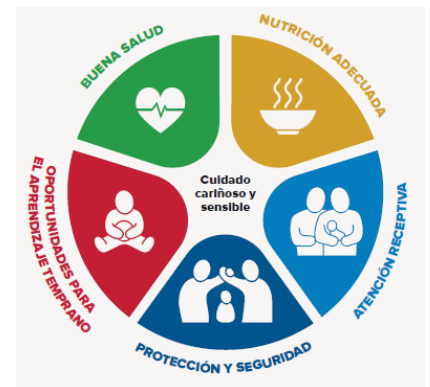 BUENA SALUD
NUTRICIÓN ADECUADA
Cuidado
cariñoso y
sensible
OPORTUNIDADES PARA
EL APRENDIZAJE TEMPRANO
ATENCIÓN RECEPTIVA
PROTECCIÓN Y SEGURIDAD